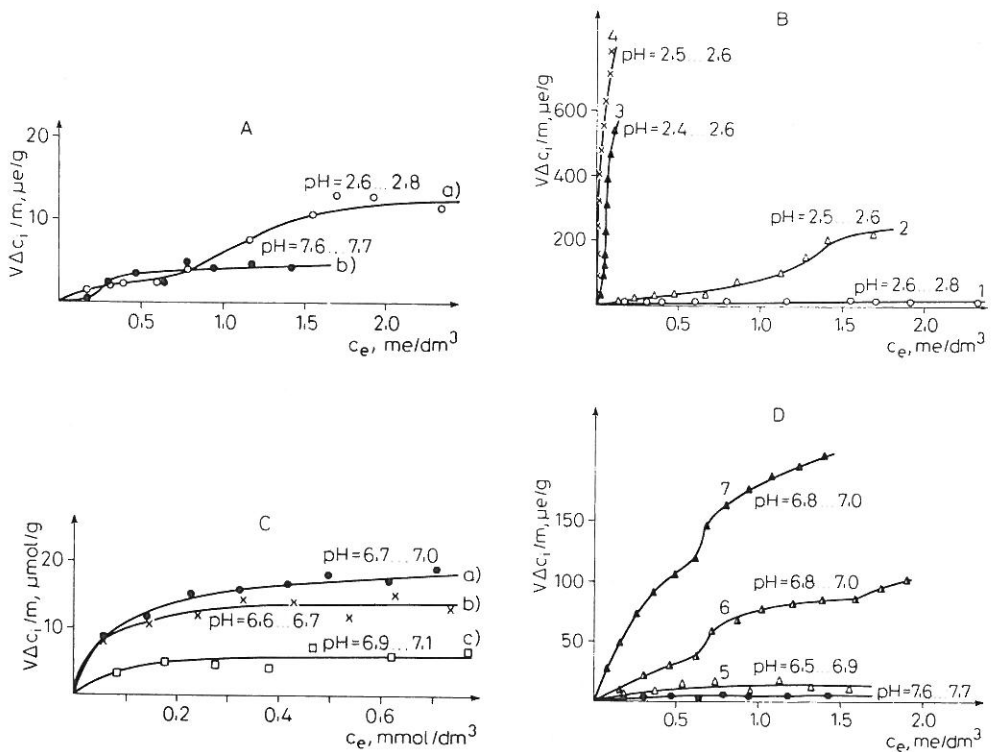 A
20
10
VΔcᵢ/m, μe/g
pH=2.6...2.8
a)
pH=7.6...7.7
b)
0.5
1.0
1.5
2.0
cₑ, me/dm³
B
600
400
200
VΔcᵢ/m, μe/g
4
pH=2.5...2.6
3
pH=2.4...2.6
pH=2.5...2.6
2
pH=2.6...2.8
1
0.5
1.0
1.5
2.0
cₑ, me/dm³
C
20
10
VΔcᵢ/m, μmol/g
pH=6.7...7.0
a)
b)
pH=6.6...6.7
c)
pH=6.9...7.1
0.2
0.4
0.6
cₑ, mmol/dm³
D
150
100
50
VΔcᵢ/m, μe/g
7
pH=6.8...7.0
pH=6.8...7.0
6
5
pH=6.5...6.9
pH=7.6...7.7
0.5
1.0
1.5
2.0
cₑ, me/dm³